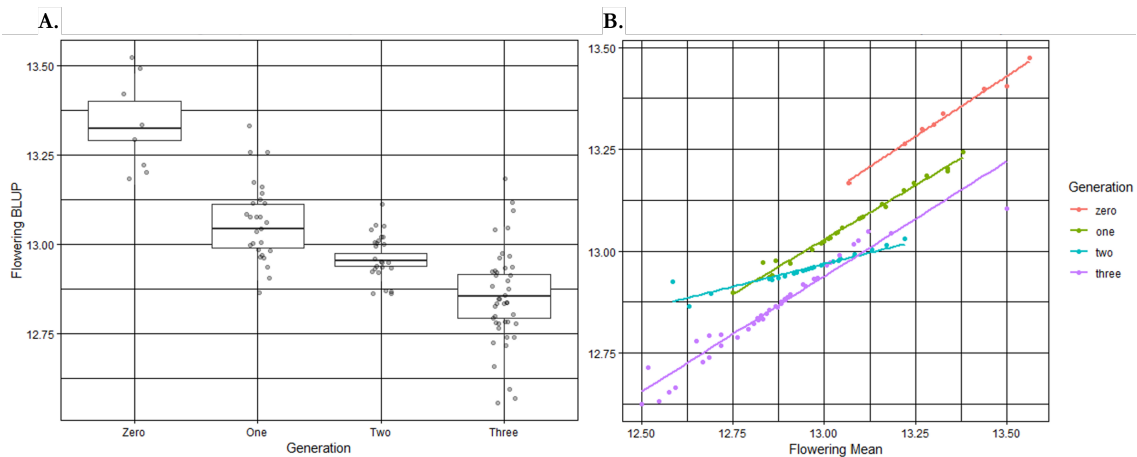 A.
Flowering BLUP
13.50
13.25
13.00
12.75
Zero One Two Three
Generation
B.
13.50
13.25
13.00
12.75
12.50 12.75 13.00 13.25 13.50
Flowering Mean
Generation
zero
one
two
three